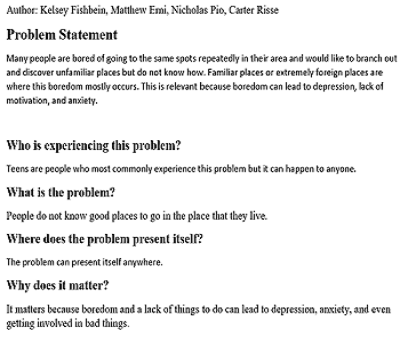 Author: Kelsey Fishbein, Matthew Emi, Nicholas Pio, Carter Risse
Problem Statement
Many people are bored of going to the same spots repeatedly in their area and would like to branch out
and discover unfamiliar places but do not know how. Familiar places or extremely foreign places are
where this boredom mostly occurs. This is relevant because boredom can lead to depression, lack of
motivation, and anxiety.
Who is experiencing this problem?
Teens are people who most commonly experience this problem but it can happen to anyone.
What is the problem?
People do not know good places to go in the place that they live.
Where does the problem present itself?
The problem can present itself anywhere.
Why does it matter?
It matters because boredom and a lack of things to do can lead to depression, anxiety, and even
getting involved in bad things.